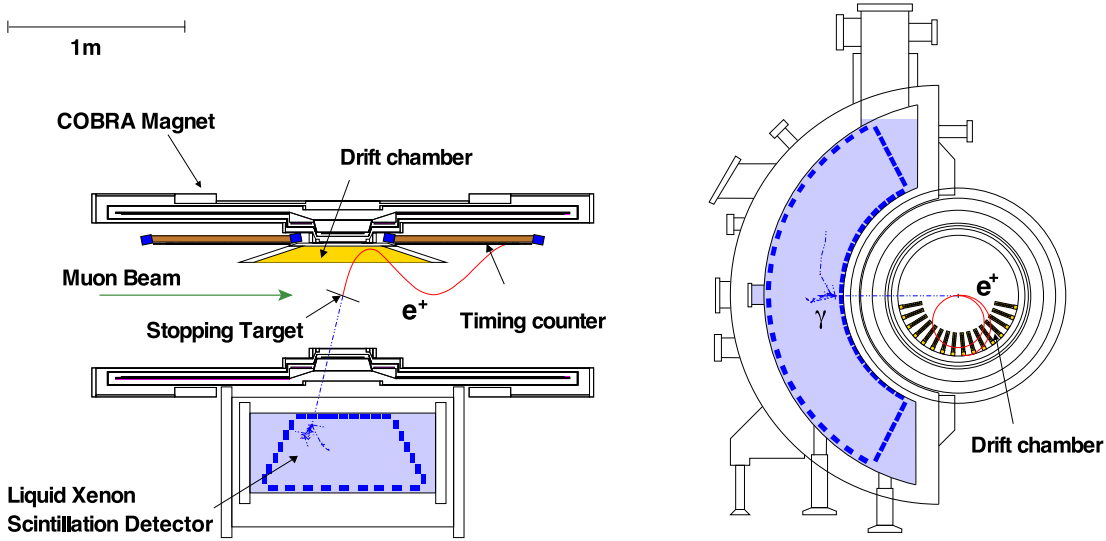 1m
COBRA Magnet
Drift chamber
Muon Beam
e+
Stopping Target
Timing counter
Liquid Xenon
Scintillation Detector
γ
e+
Drift chamber